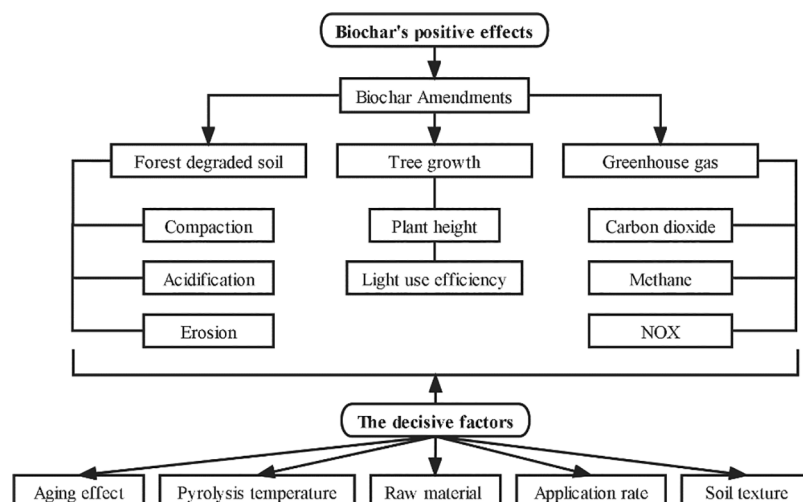 Biochar's positive effects
Biochar Amendments
Forest degraded soil
Tree growth
Greenhouse gas
Compaction
Plant height
Carbon dioxide
Acidification
Light use efficiency
Methane
Erosion
NOX
The decisive factors
Aging effect
Pyrolysis temperature
Raw material
Application rate
Soil texture